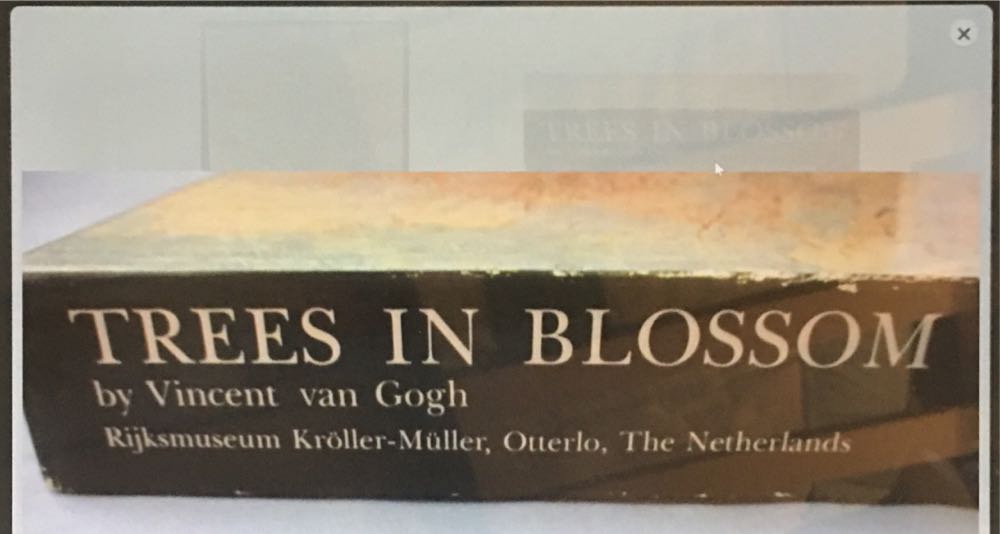 TREES IN BLOSSOM
TREES IN BLOSSOM
by Vincent van Gogh
Rijksmuseum Kröller-Müller, Otterlo, The Netherlands